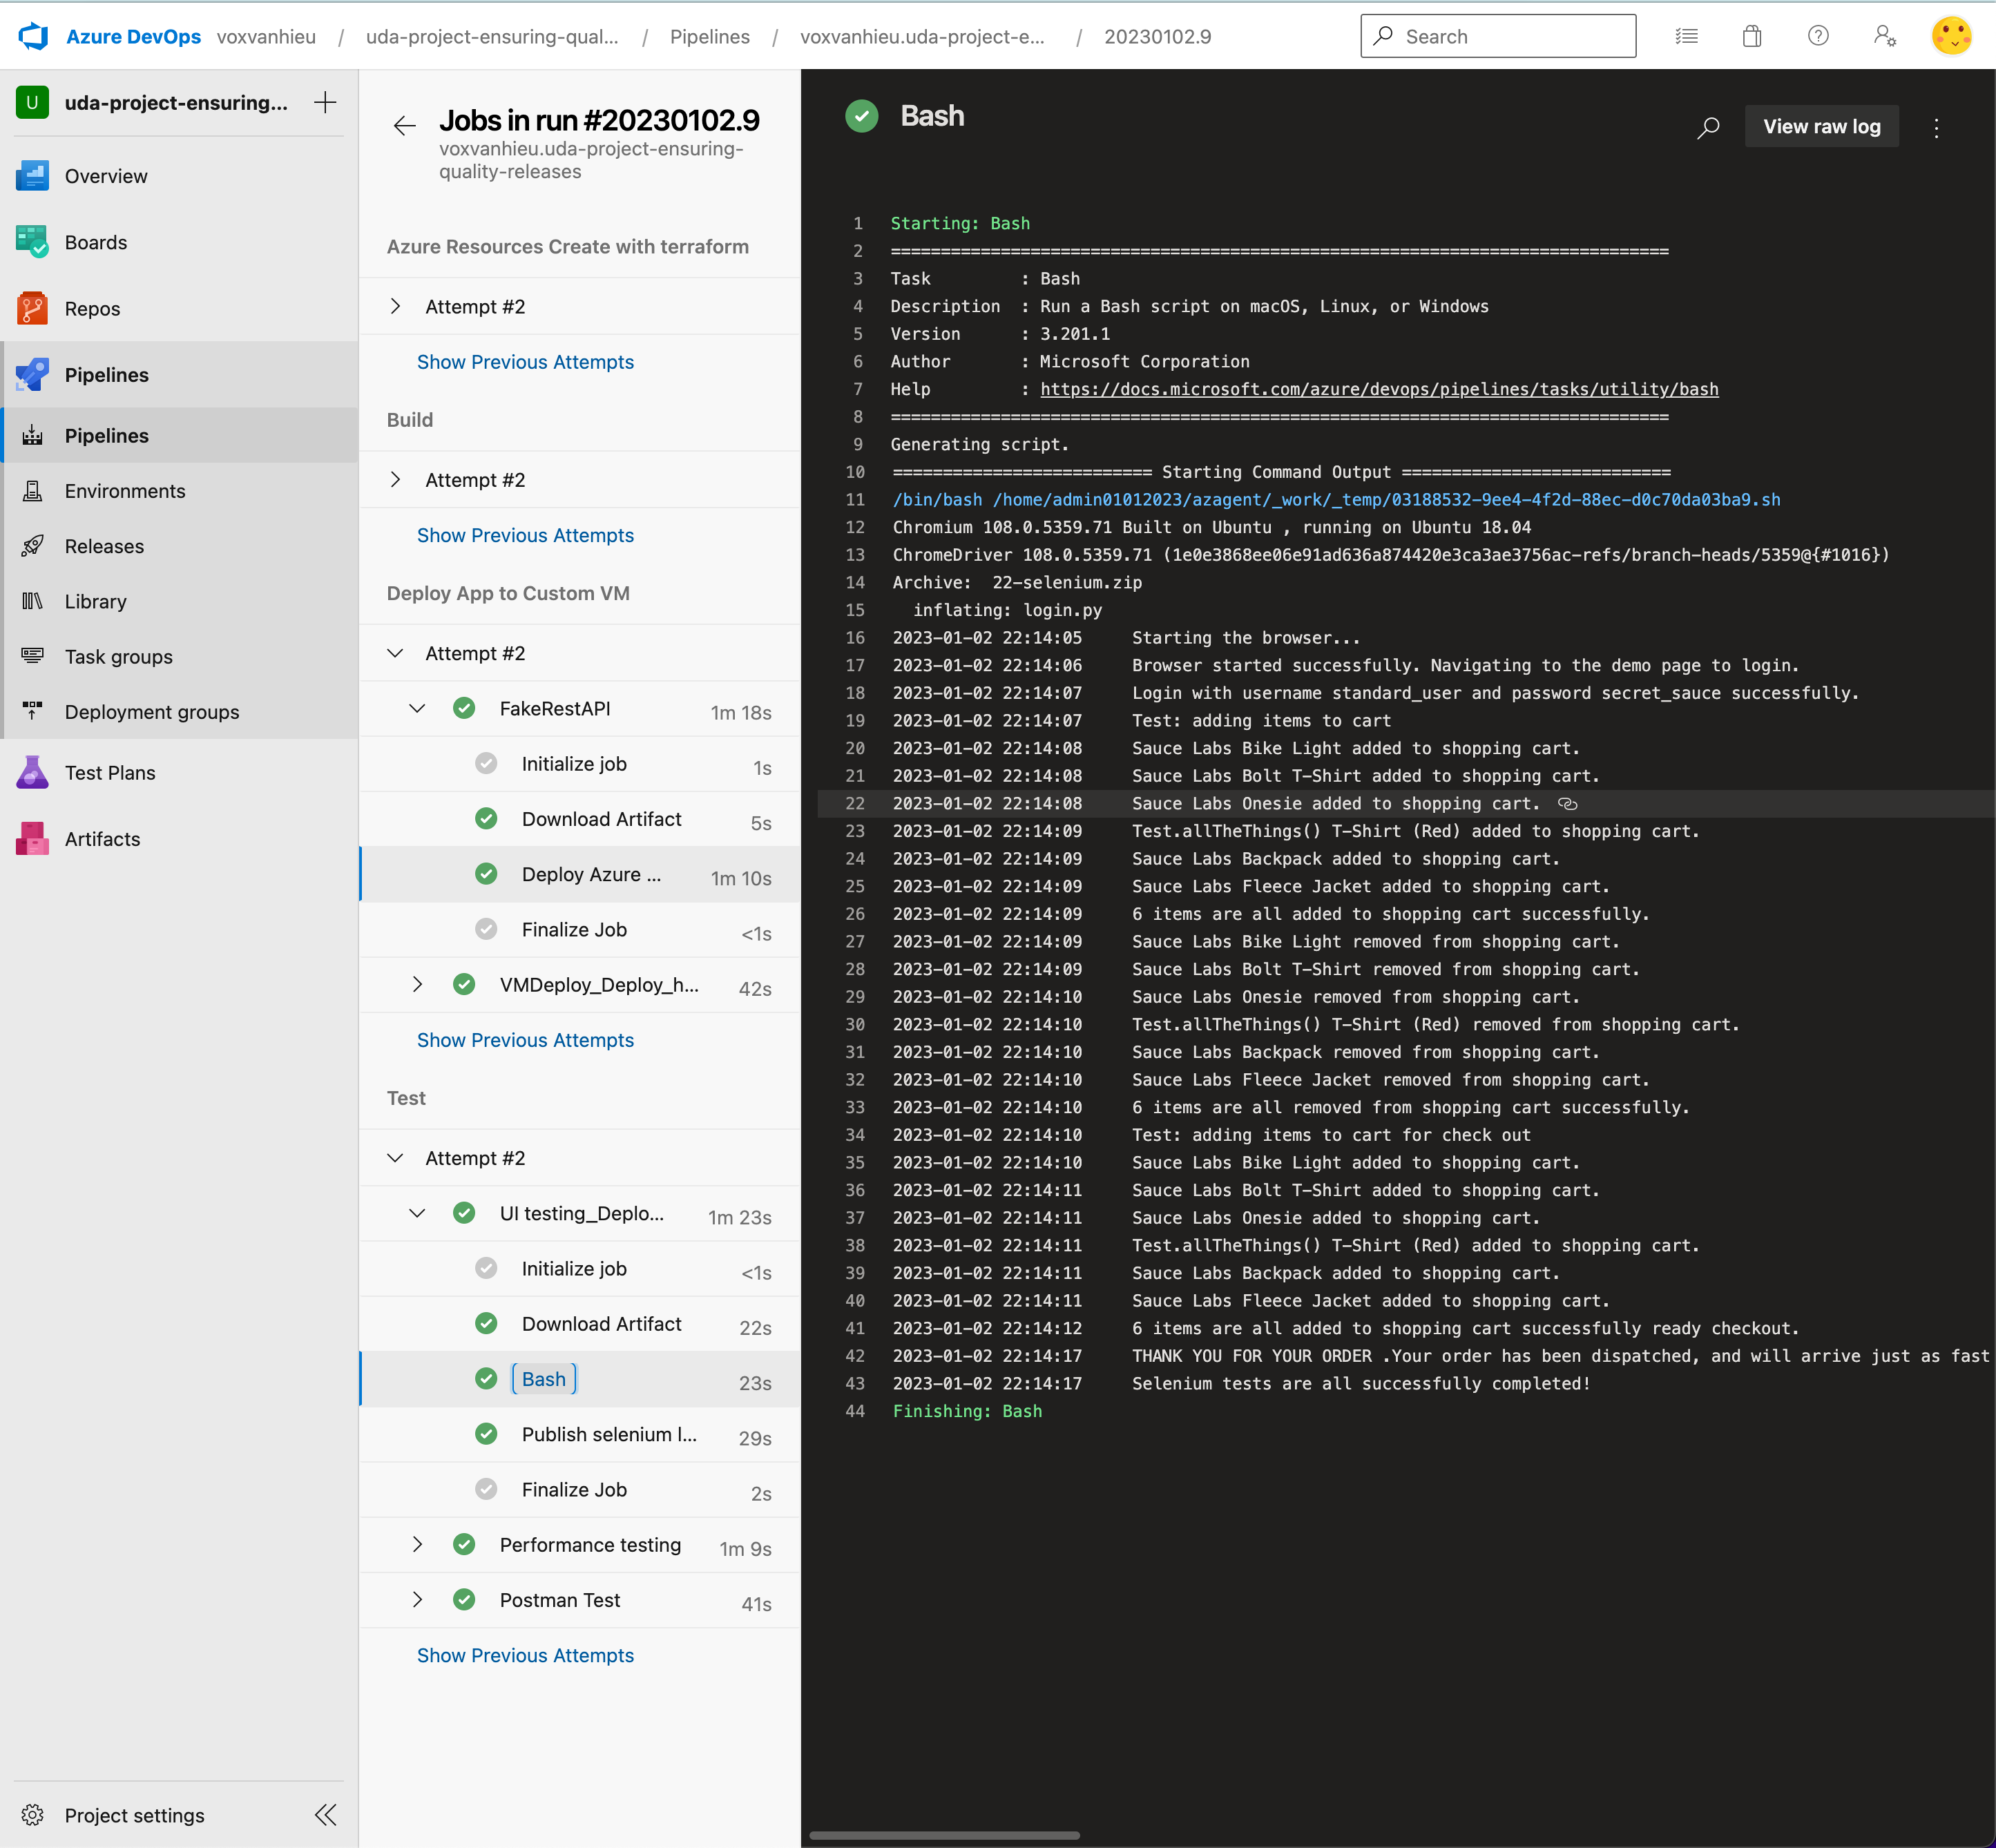 Azure DevOps voxvanhieu / uda-project-ensuring-qual... / Pipelines / voxvanhieu.uda-project-e... / 20230102.9
Search
U uda-project-ensuring...
Overview
Boards
Repos
Pipelines
Pipelines
Environments
Releases
Library
Task groups
Deployment groups
Test Plans
Artifacts
Project settings
Jobs in run #20230102.9
voxvanhieu.uda-project-ensuring-
quality-releases
Azure Resources Create with terraform
Attempt #2
Show Previous Attempts
Build
Attempt #2
Show Previous Attempts
Deploy App to Custom VM
Attempt #2
FakeRestAPI 1m 18s
Initialize job 1s
Download Artifact 5s
Deploy Azure ... 1m 10s
Finalize Job <1s
VMDeploy_Deploy_h... 42s
Show Previous Attempts
Test
Attempt #2
UI testing_Deplo... 1m 23s
Initialize job <1s
Download Artifact 22s
Bash 23s
Publish selenium l... 29s
Finalize Job 2s
Performance testing 1m 9s
Postman Test 41s
Show Previous Attempts
Bash
View raw log
1 Starting: Bash
2 ==============================================================================
3 Task         : Bash
4 Description  : Run a Bash script on macOS, Linux, or Windows
5 Version      : 3.201.1
6 Author       : Microsoft Corporation
7 Help         : https://docs.microsoft.com/azure/devops/pipelines/tasks/utility/bash
8 ==============================================================================
9 Generating script.
10 ========================== Starting Command Output ===========================
11 /bin/bash /home/admin01012023/azagent/_work/_temp/03188532-9ee4-4f2d-88ec-d0c70da03ba9.sh
12 Chromium 108.0.5359.71 Built on Ubuntu , running on Ubuntu 18.04
13 ChromeDriver 108.0.5359.71 (1e0e3868ee06e91ad636a874420e3ca3ae3756ac-refs/branch-heads/5359@{#1016})
14 Archive:  22-selenium.zip
15   inflating: login.py
16 2023-01-02 22:14:05     Starting the browser...
17 2023-01-02 22:14:06     Browser started successfully. Navigating to the demo page to login.
18 2023-01-02 22:14:07     Login with username standard_user and password secret_sauce successfully.
19 2023-01-02 22:14:07     Test: adding items to cart
20 2023-01-02 22:14:08     Sauce Labs Bike Light added to shopping cart.
21 2023-01-02 22:14:08     Sauce Labs Bolt T-Shirt added to shopping cart.
22 2023-01-02 22:14:08     Sauce Labs Onesie added to shopping cart.
23 2023-01-02 22:14:09     Test.allTheThings() T-Shirt (Red) added to shopping cart.
24 2023-01-02 22:14:09     Sauce Labs Backpack added to shopping cart.
25 2023-01-02 22:14:09     Sauce Labs Fleece Jacket added to shopping cart.
26 2023-01-02 22:14:09     6 items are all added to shopping cart successfully.
27 2023-01-02 22:14:09     Sauce Labs Bike Light removed from shopping cart.
28 2023-01-02 22:14:09     Sauce Labs Bolt T-Shirt removed from shopping cart.
29 2023-01-02 22:14:10     Sauce Labs Onesie removed from shopping cart.
30 2023-01-02 22:14:10     Test.allTheThings() T-Shirt (Red) removed from shopping cart.
31 2023-01-02 22:14:10     Sauce Labs Backpack removed from shopping cart.
32 2023-01-02 22:14:10     Sauce Labs Fleece Jacket removed from shopping cart.
33 2023-01-02 22:14:10     6 items are all removed from shopping cart successfully.
34 2023-01-02 22:14:10     Test: adding items to cart for check out
35 2023-01-02 22:14:10     Sauce Labs Bike Light added to shopping cart.
36 2023-01-02 22:14:11     Sauce Labs Bolt T-Shirt added to shopping cart.
37 2023-01-02 22:14:11     Sauce Labs Onesie added to shopping cart.
38 2023-01-02 22:14:11     Test.allTheThings() T-Shirt (Red) added to shopping cart.
39 2023-01-02 22:14:11     Sauce Labs Backpack added to shopping cart.
40 2023-01-02 22:14:11     Sauce Labs Fleece Jacket added to shopping cart.
41 2023-01-02 22:14:12     6 items are all added to shopping cart successfully ready checkout.
42 2023-01-02 22:14:17     THANK YOU FOR YOUR ORDER .Your order has been dispatched, and will arrive just as fast
43 2023-01-02 22:14:17     Selenium tests are all successfully completed!
44 Finishing: Bash